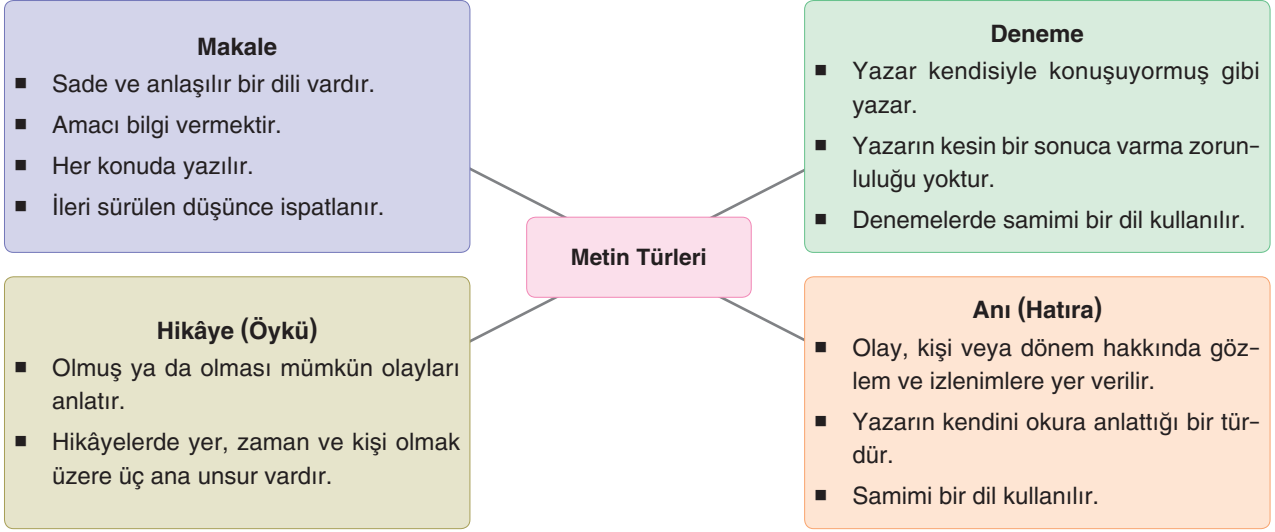 Makale
■ Sade ve anlaşılır bir dili vardır.
■ Amacı bilgi vermektir.
■ Her konuda yazılır.
■ İleri sürülen düşünce ispatlanır.
Deneme
■ Yazar kendisiyle konuşuyormuş gibi
yazar.
■ Yazarın kesin bir sonuca varma zorun-
luluğu yoktur.
■ Denemelerde samimi bir dil kullanılır.
Metin Türleri
Hikâye (Öykü)
■ Olmuş ya da olması mümkün olayları
anlatır.
■ Hikâyelerde yer, zaman ve kişi olmak
üzere üç ana unsur vardır.
Anı (Hatıra)
■ Olay, kişi veya dönem hakkında göz-
lem ve izlenimlere yer verilir.
■ Yazarın kendini okura anlattığı bir tür-
dür.
■ Samimi bir dil kullanılır.